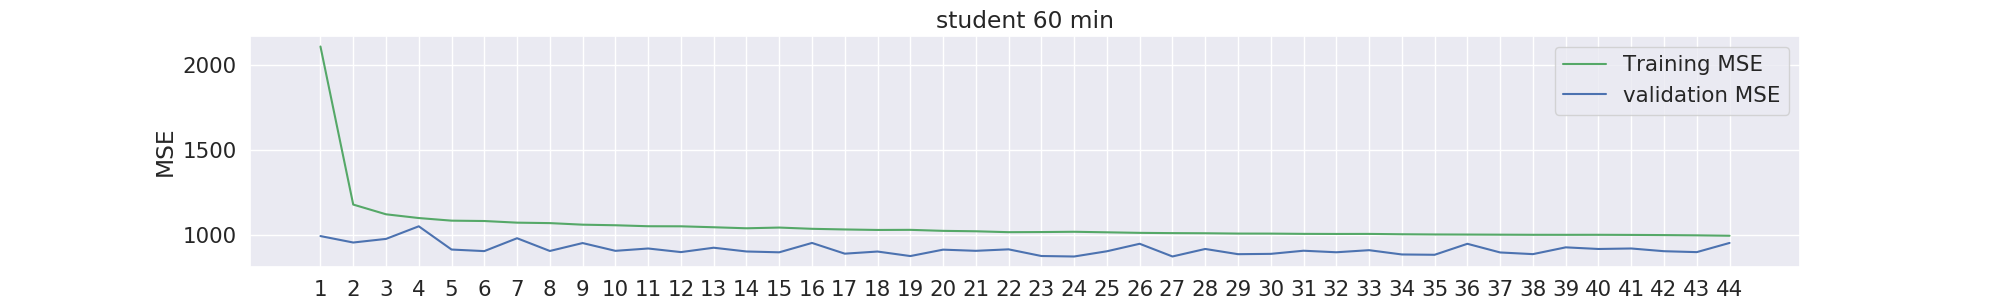 student 60 min
2000
1500
1000
MSE
Training MSE
validation MSE
1 2 3 4 5 6 7 8 9 10 11 12 13 14 15 16 17 18 19 20 21 22 23 24 25 26 27 28 29 30 31 32 33 34 35 36 37 38 39 40 41 42 43 44